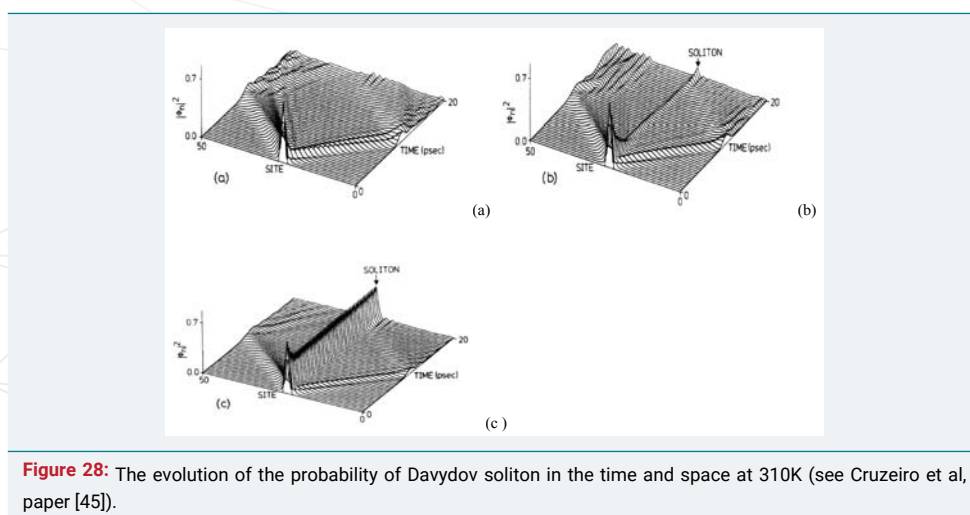 0.7
|Φn|²
0.0
50
SITE
(a)
0
0
TIME (psec)
20
(a)
SOLITON
0.7
|Φn|²
0.0
50
SITE
(b)
0
0
TIME (psec)
20
(b)
SOLITON
0.7
|Φn|²
0.0
50
SITE
(c)
0
0
TIME (psec)
20
(c )
Figure 28: The evolution of the probability of Davydov soliton in the time and space at 310K (see Cruzeiro et al,
paper [45]).